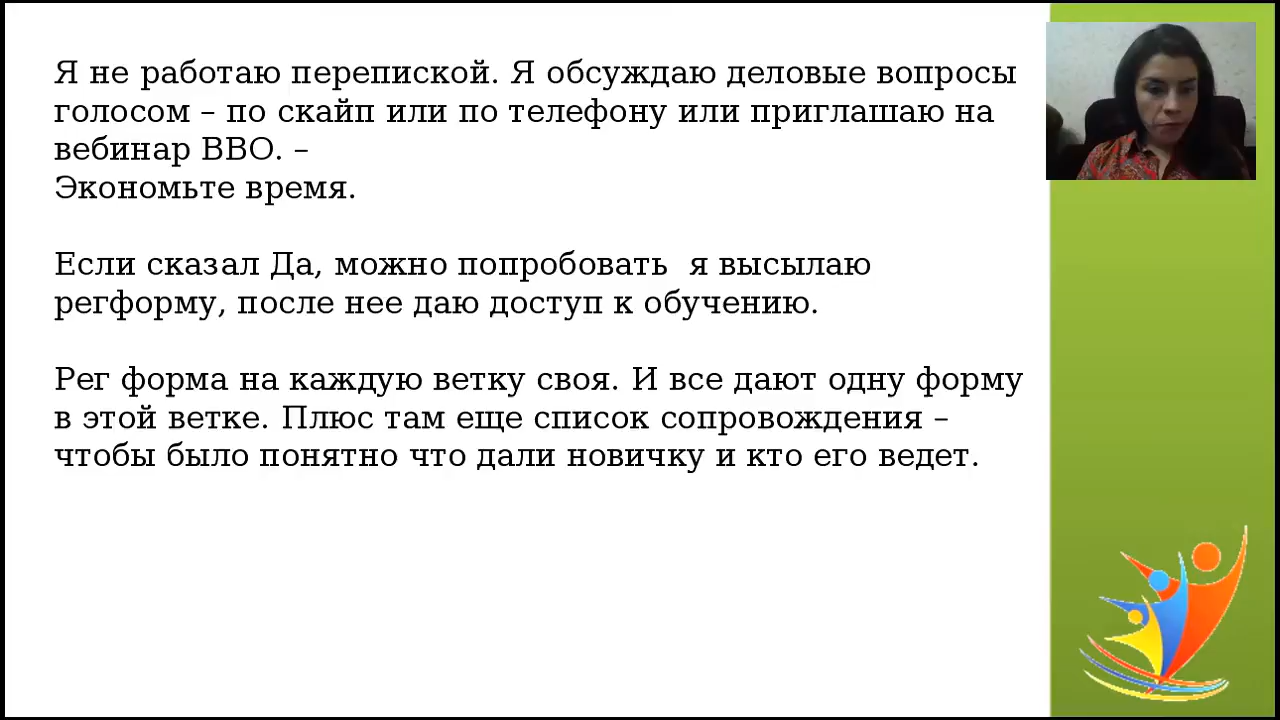 Я не работаю перепиской. Я обсуждаю деловые вопросы
голосом – по скайп или по телефону или приглашаю на
вебинар ВВО. –
Экономьте время.
Если сказал Да, можно попробовать  я высылаю
регформу, после нее даю доступ к обучению.
Рег форма на каждую ветку своя. И все дают одну форму
в этой ветке. Плюс там еще список сопровождения –
чтобы было понятно что дали новичку и кто его ведет.